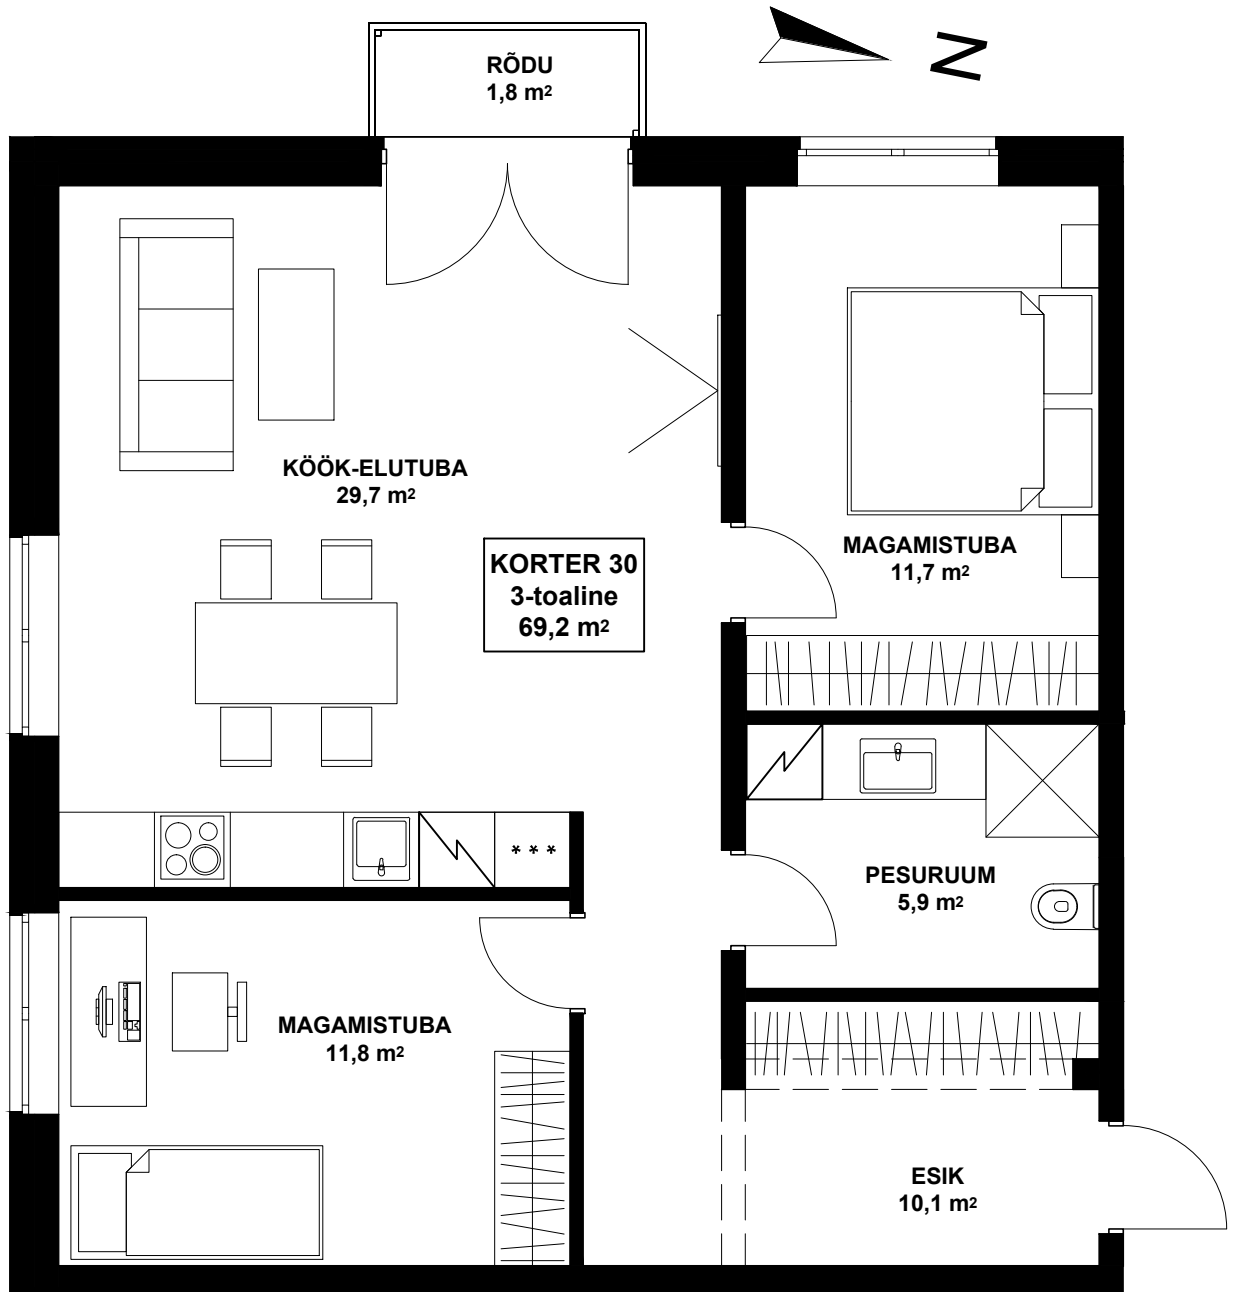 N
RÕDU
1,8 m²
KÖÖK-ELUTUBA
29,7 m²
KORTER 30
3-toaline
69,2 m²
MAGAMISTUBA
11,7 m²
***
PESURUUM
5,9 m²
MAGAMISTUBA
11,8 m²
ESIK
10,1 m²